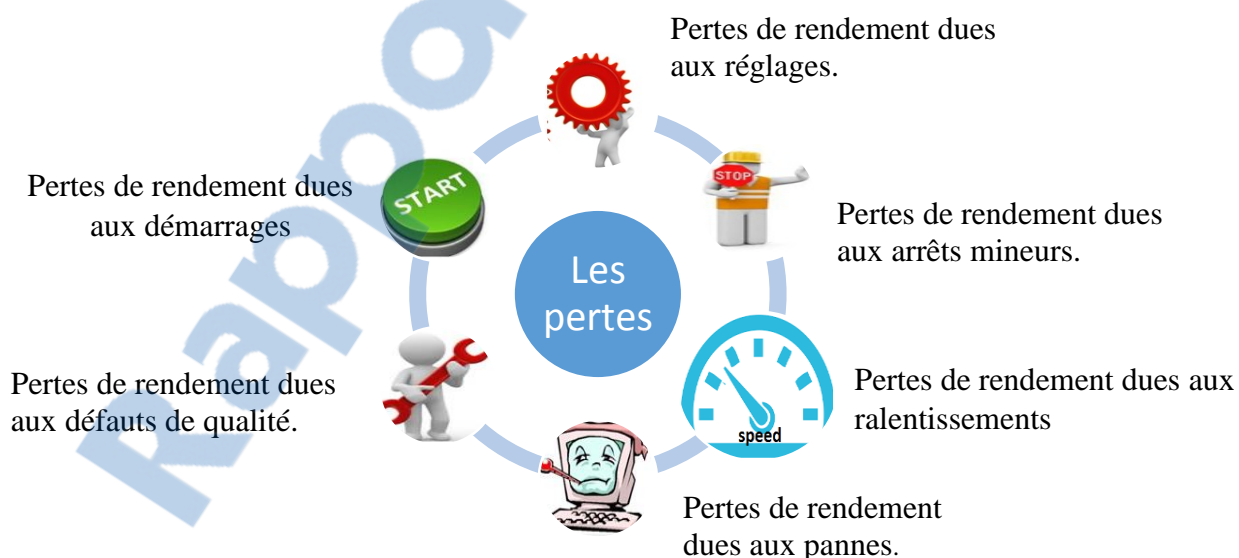 Pertes de rendement dues
aux réglages.
START
STOP
Pertes de rendement dues
aux démarrages
Pertes de rendement dues
aux arrêts mineurs.
Les
pertes
Pertes de rendement dues
aux défauts de qualité.
Pertes de rendement dues aux
ralentissements
speed
Pertes de rendement
dues aux pannes.
Rappo